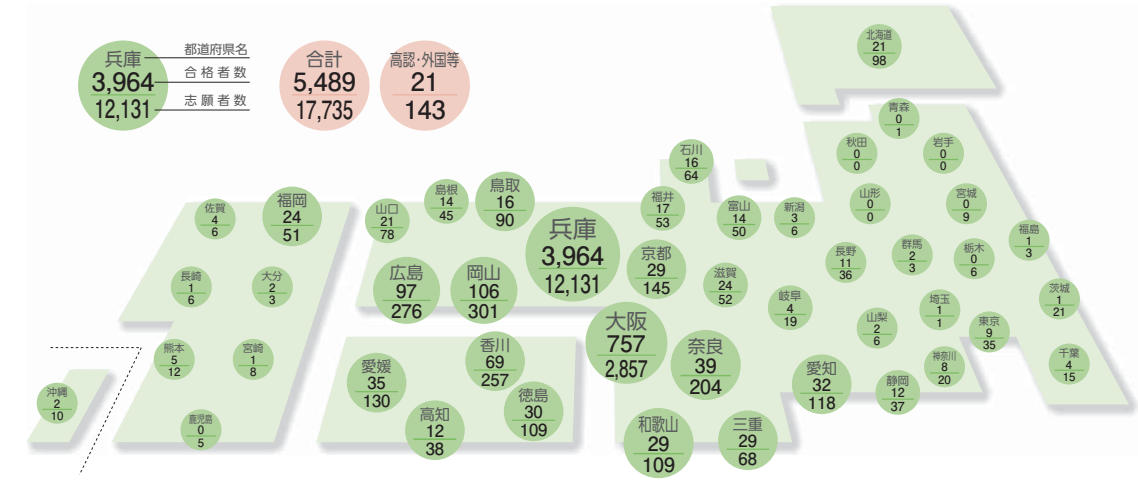 兵庫
3,964
12,131
都道府県名
合格者数
志願者数
合計
5,489
17,735
高認・外国等
21
143
北海道
21
98
青森
0
1
秋田
0
0
岩手
0
0
山形
0
0
宮城
0
9
福島
1
3
石川
16
64
福井
17
53
富山
14
50
新潟
3
6
長野
11
36
群馬
2
3
栃木
0
6
茨城
1
21
埼玉
1
1
東京
9
35
千葉
4
15
神奈川
8
20
山梨
2
6
静岡
12
37
岐阜
4
19
愛知
32
118
滋賀
24
52
京都
29
145
兵庫
3,964
12,131
大阪
757
2,857
奈良
39
204
和歌山
29
109
三重
29
68
鳥取
16
90
島根
14
45
山口
21
78
広島
97
276
岡山
106
301
香川
69
257
愛媛
35
130
徳島
30
109
高知
12
38
福岡
24
51
佐賀
4
6
長崎
1
6
大分
2
3
熊本
5
12
宮崎
1
8
鹿児島
0
5
沖縄
2
10